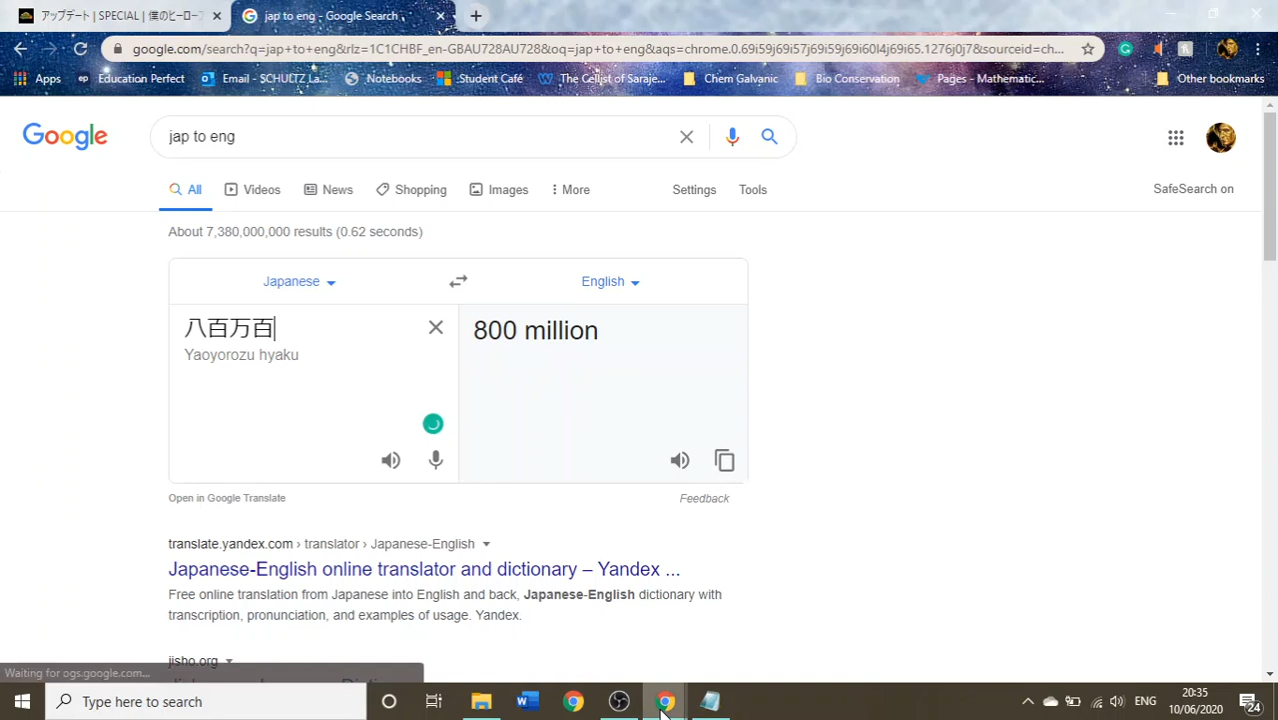 アップデート | SPECIAL | 僕のヒーローア
jap to eng - Google Search
google.com/search?q=jap+to+eng&rlz=1C1CHBF_en-GBAU728AU728&oq=jap+to+eng&aqs=chrome.0.69i59j69i57j69i59j69i60l4j69i65.1276j0j7&sourceid=ch...
Apps
Education Perfect
Email - SCHULTZ La...
Notebooks
Student Café
The Cellist of Saraje...
Chem Galvanic
Bio Conservation
Pages - Mathematic...
Other bookmarks
Google
jap to eng
All
Videos
News
Shopping
Images
More
Settings
Tools
SafeSearch on
About 7,380,000,000 results (0.62 seconds)
Japanese
English
八百万百
800 million
Yaoyorozu hyaku
Open in Google Translate
Feedback
translate.yandex.com › translator › Japanese-English
Japanese-English online translator and dictionary – Yandex ...
Free online translation from Japanese into English and back, Japanese-English dictionary with
transcription, pronunciation, and examples of usage. Yandex.
jisho.org
Waiting for ogs.google.com...
Type here to search
ENG
20:35
10/06/2020
24